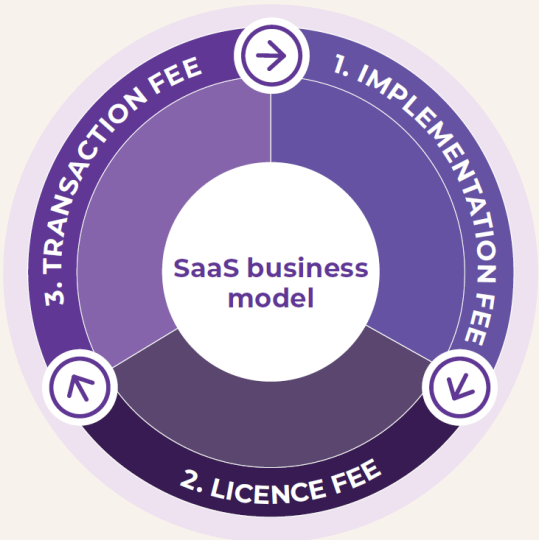 SaaS business
model
1. IMPLEMENTATION FEE
2. LICENCE FEE
3. TRANSACTION FEE